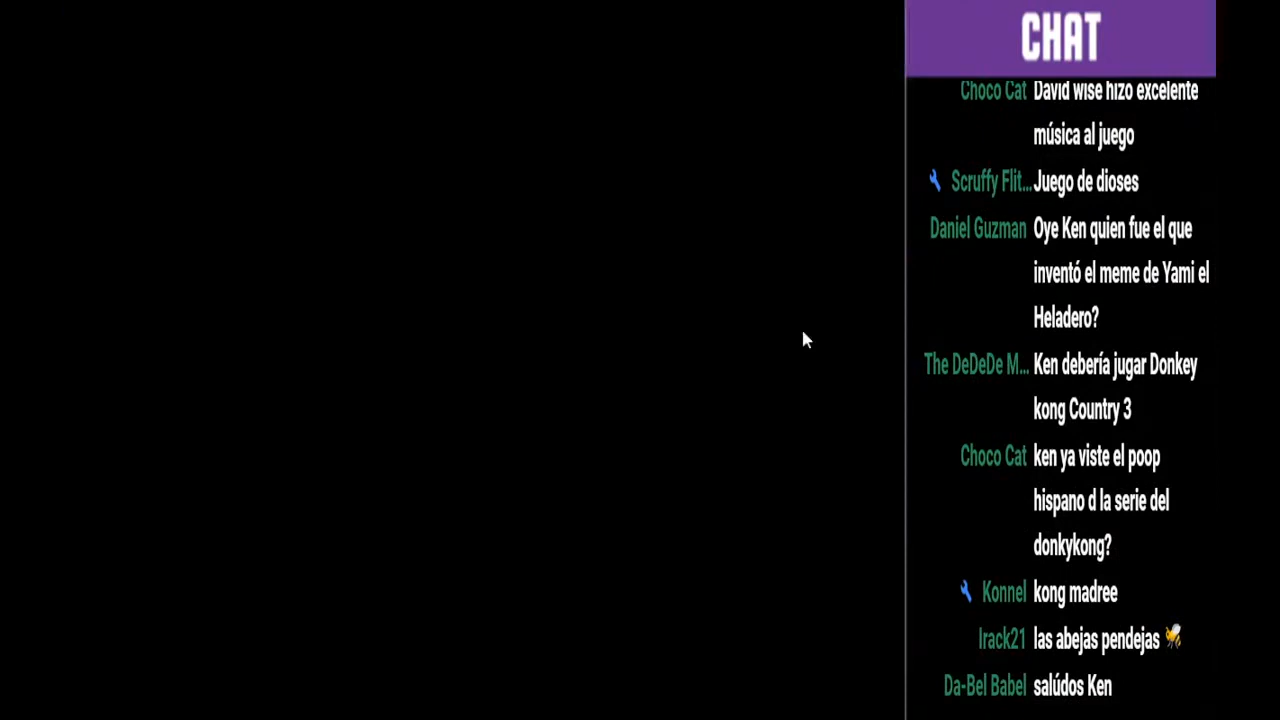 CHAT
Choco Cat David wise hizo excelente
música al juego
Scruffy Flit... Juego de dioses
Daniel Guzman Oye Ken quien fue el que
inventó el meme de Yami el
Heladero?
The DeDeDe M... Ken debería jugar Donkey
kong Country 3
Choco Cat ken ya viste el poop
hispano d la serie del
donkykong?
Konnel kong madree
Irack21 las abejas pendejas
Da-Bel Babel salúdos Ken